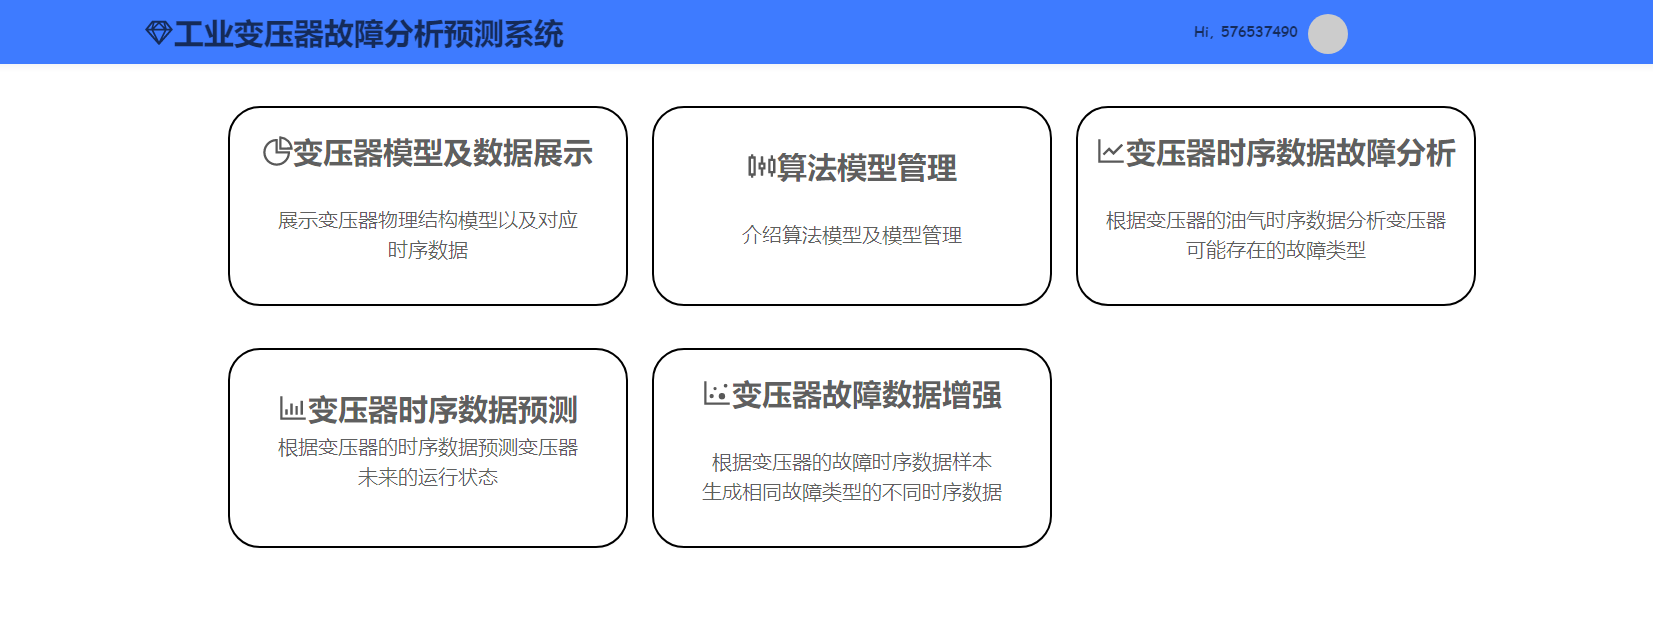 工业变压器故障分析预测系统
Hi, 576537490
变压器模型及数据展示
展示变压器物理结构模型以及对应
时序数据
算法模型管理
介绍算法模型及模型管理
变压器时序数据故障分析
根据变压器的油气时序数据分析变压器
可能存在的故障类型
变压器时序数据预测
根据变压器的时序数据预测变压器
未来的运行状态
变压器故障数据增强
根据变压器的故障时序数据样本
生成相同故障类型的不同时序数据